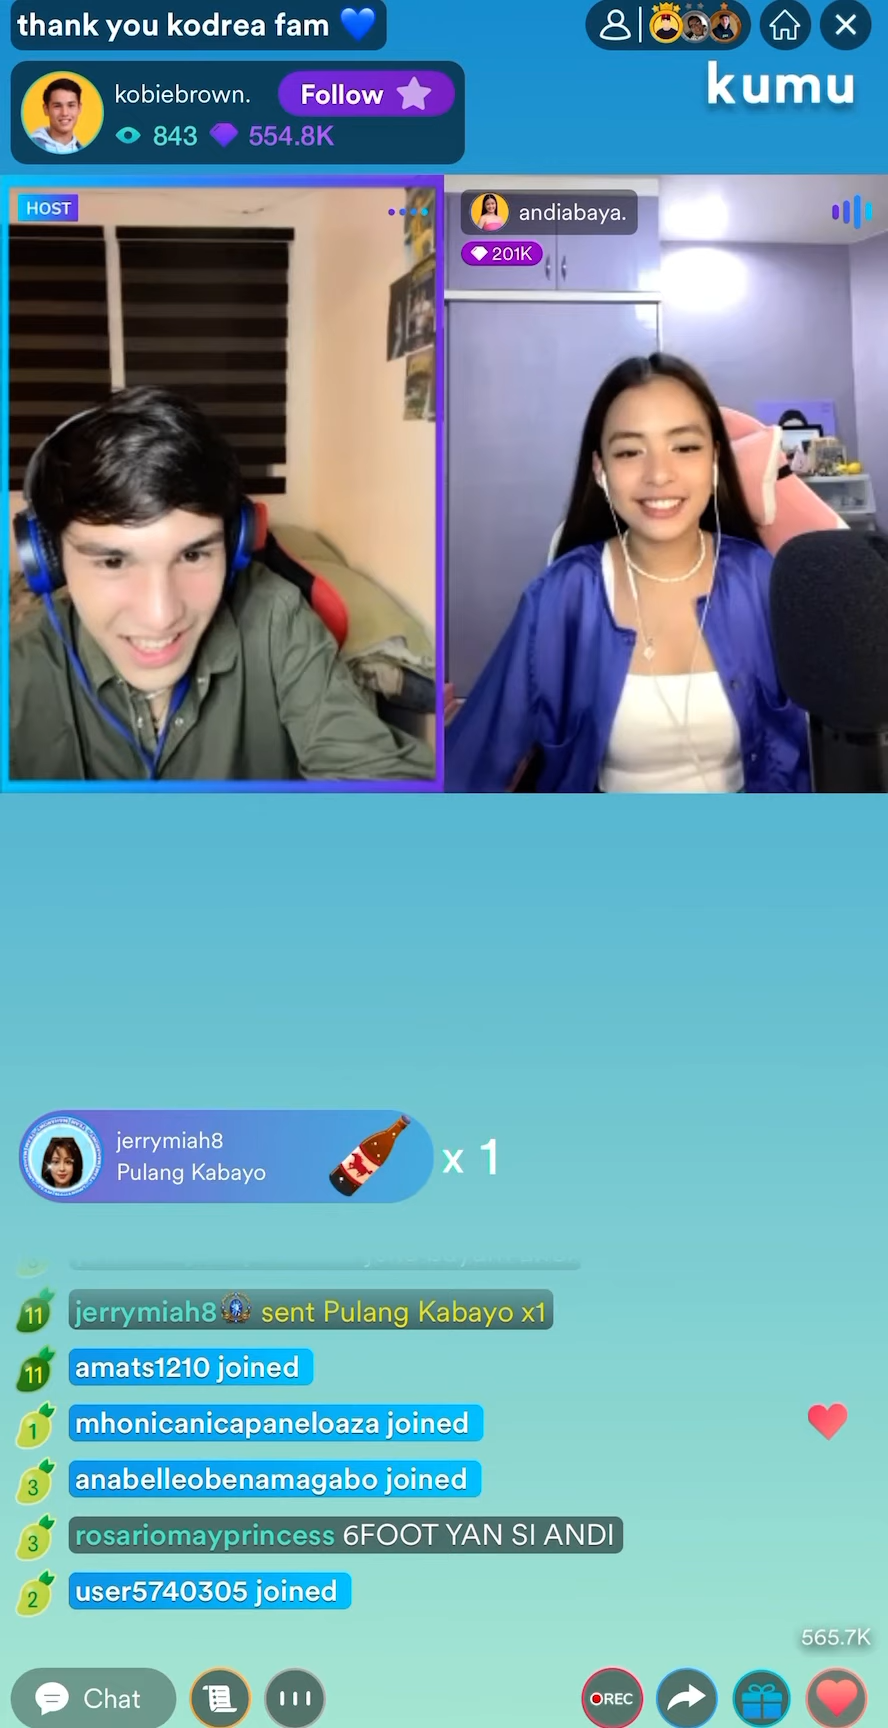 thank you kodrea fam 💙
kumu
kobiebrown.
Follow
843 554.8K
HOST
andiabaya.
201K
jerrymiah8
Pulang Kabayo
x 1
11 jerrymiah8 sent Pulang Kabayo x1
11 amats1210 joined
1 mhonicanicapaneloaza joined
3 anabelleobenamagabo joined
3 rosariomayprincess 6FOOT YAN SI ANDI
2 user5740305 joined
565.7K
Chat
REC